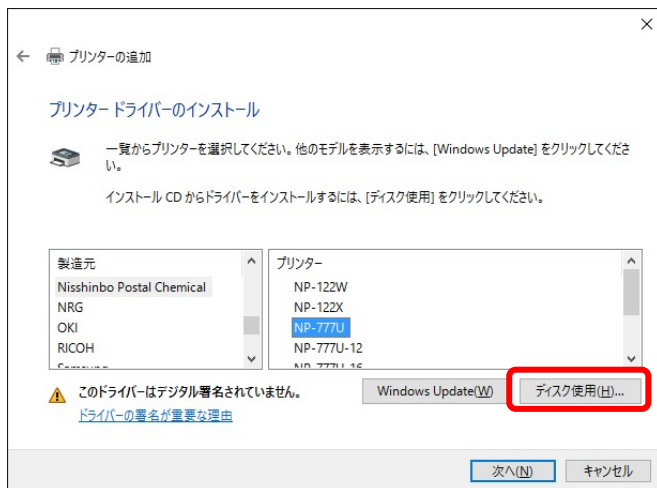 プリンターの追加
プリンター ドライバーのインストール
一覧からプリンターを選択してください。他のモデルを表示するには、[Windows Update] をクリックしてくださ
い。
インストール CD からドライバーをインストールするには、[ディスク使用] をクリックしてください。
製造元
Nisshinbo Postal Chemical
NRG
OKI
RICOH
プリンター
NP-122W
NP-122X
NP-777U
NP-777U-12
NP-777U-16
このドライバーはデジタル署名されていません。
ドライバーの署名が重要な理由
Windows Update(W)
ディスク使用(H)...
次へ(N)
キャンセル